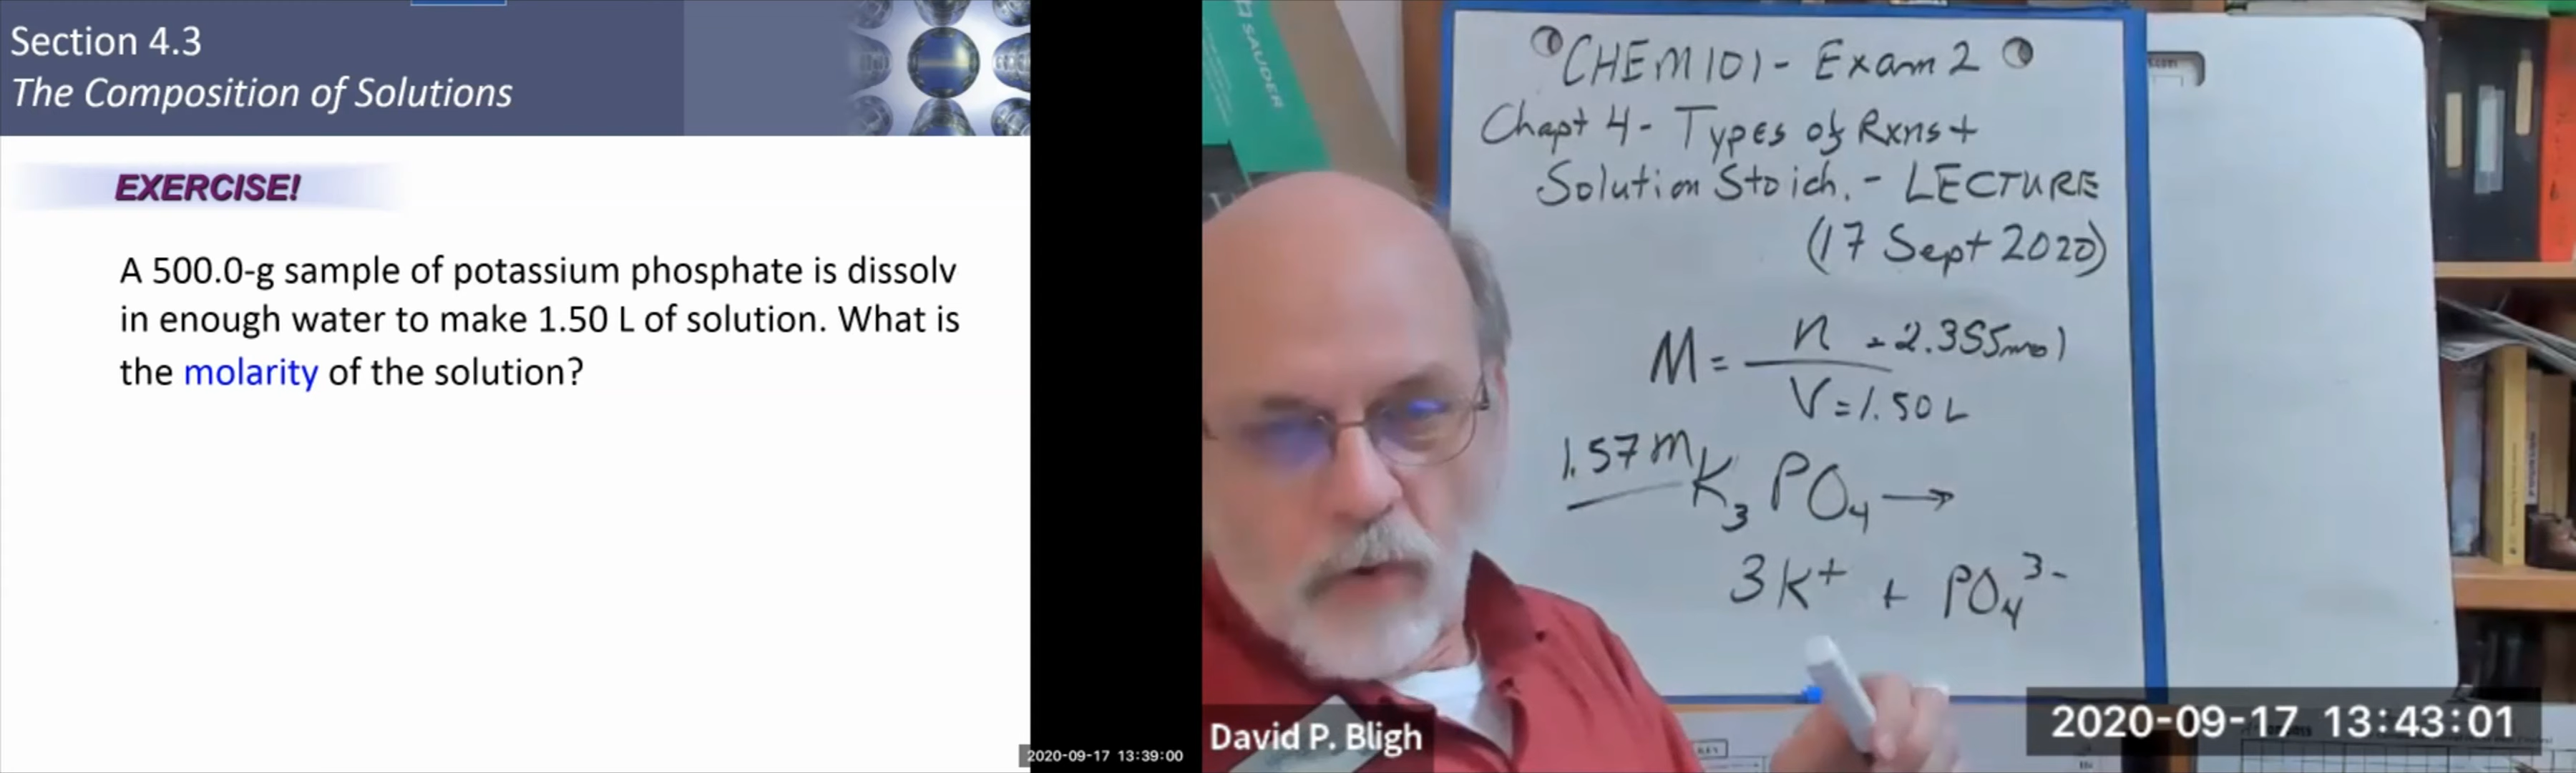 Section 4.3
The Composition of Solutions
EXERCISE!
A 500.0-g sample of potassium phosphate is dissolv
in enough water to make 1.50 L of solution. What is
the molarity of the solution?
2020-09-17 13:39:00
SAUDER
CHEM 101 - Exam 2
Chapt 4 - Types of Rxns +
Solution Stoich. - LECTURE
(17 Sept 2020)
M = n = 2.355 mol
V = 1.50 L
1.57 M K₃PO₄ →
3K⁺ + PO₄³⁻
David P. Bligh
2020-09-17 13:43:01